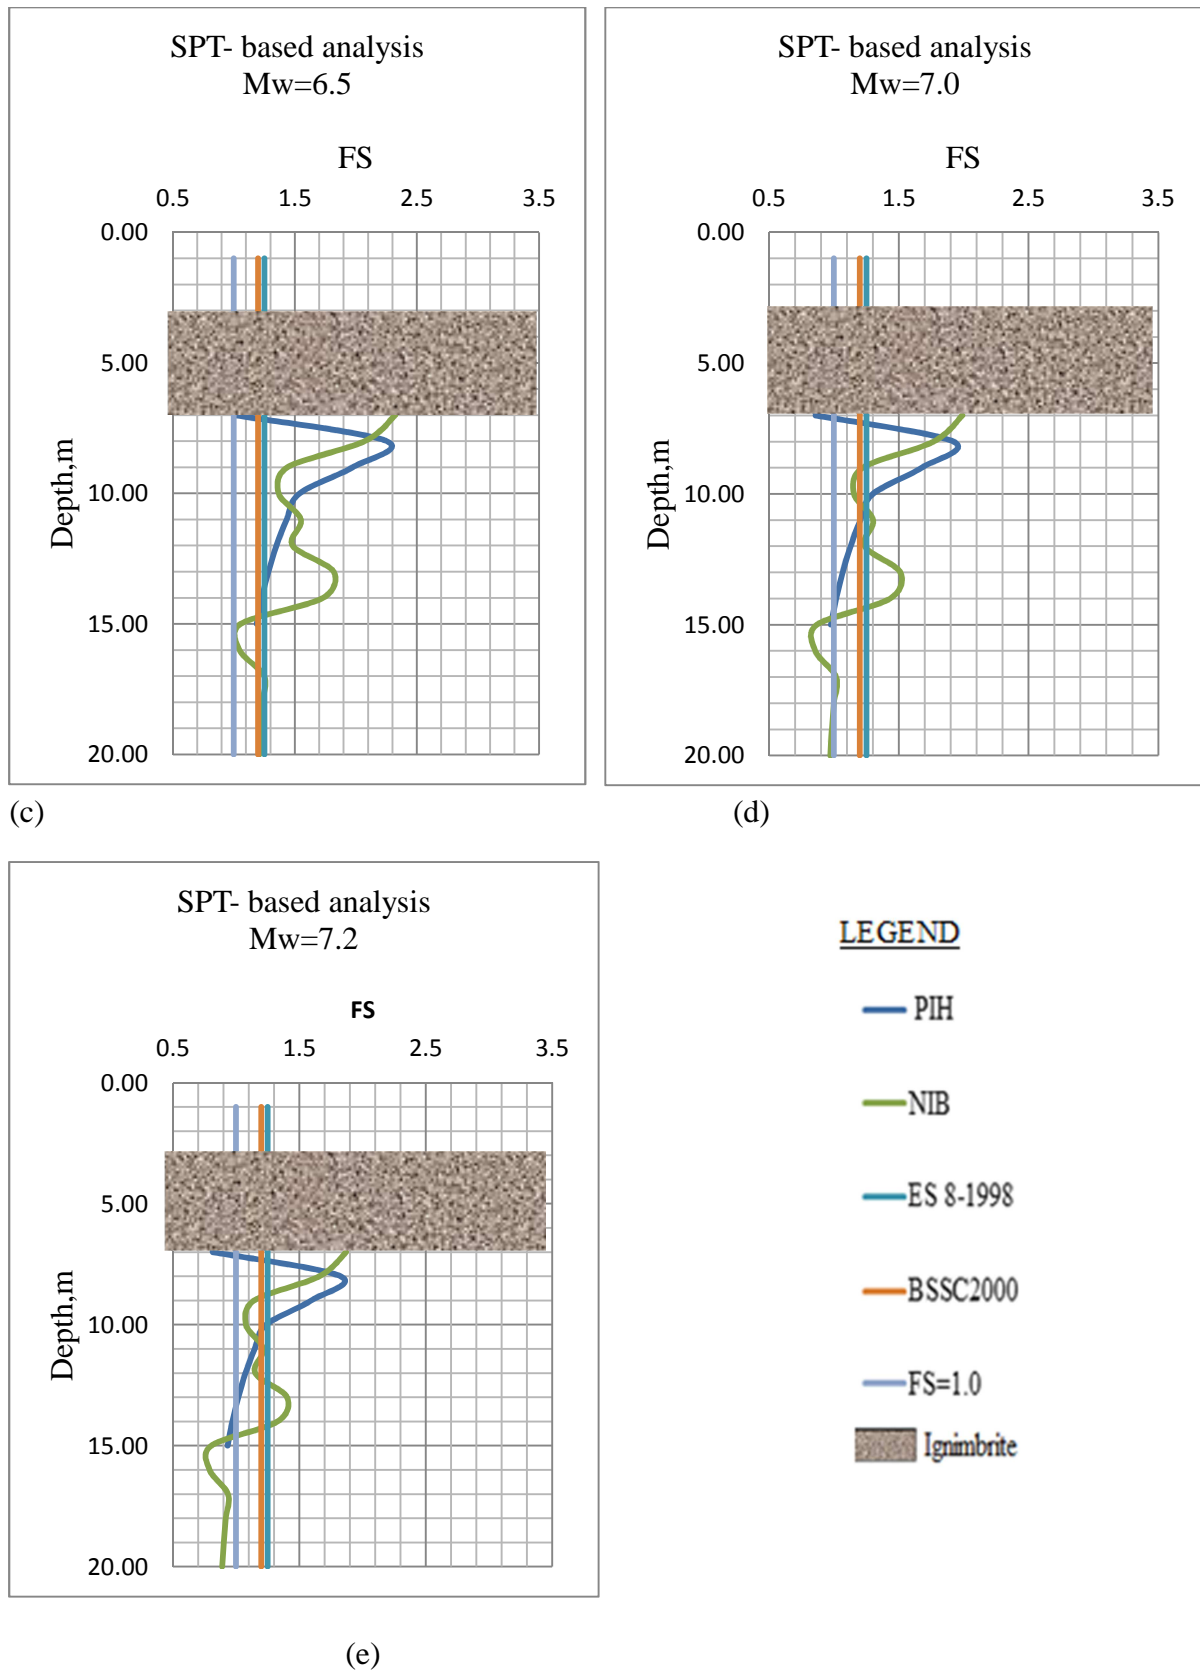 SPT- based analysis
Mw=6.5
FS
0.5 1.5 2.5 3.5
0.00
5.00
10.00
15.00
20.00
Depth,m
(c)
SPT- based analysis
Mw=7.0
FS
0.5 1.5 2.5 3.5
0.00
5.00
10.00
15.00
20.00
Depth,m
(d)
SPT- based analysis
Mw=7.2
FS
0.5 1.5 2.5 3.5
0.00
5.00
10.00
15.00
20.00
Depth,m
(e)
LEGEND
PIH
NIB
ES 8-1998
BSSC2000
FS=1.0
Ignimbrite